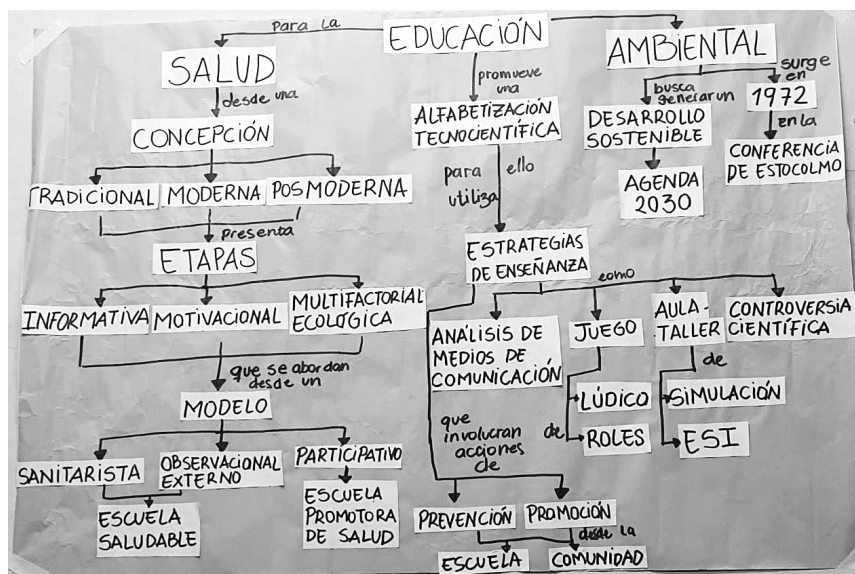 EDUCACIÓN
para la
SALUD
desde una
CONCEPCIÓN
TRADICIONAL
MODERNA
POSMODERNA
presenta
ETAPAS
INFORMATIVA
MOTIVACIONAL
MULTIFACTORIAL
ECOLÓGICA
que se abordan
desde un
MODELO
SANITARISTA
OBSERVACIONAL
EXTERNO
PARTICIPATIVO
ESCUELA
SALUDABLE
ESCUELA
PROMOTORA
DE SALUD
promueve
una
ALFABETIZACIÓN
TECNOCIENTÍFICA
para ello
utiliza
ESTRATEGIAS
DE ENSEÑANZA
como
ANÁLISIS DE
MEDIOS DE
COMUNICACIÓN
JUEGO
de
LÚDICO
ROLES
AULA-
TALLER
de
SIMULACIÓN
ESI
CONTROVERSIA
CIENTÍFICA
que
involucran
acciones
de
PREVENCIÓN
PROMOCIÓN
desde la
ESCUELA
COMUNIDAD
AMBIENTAL
busca
generar un
DESARROLLO
SOSTENIBLE
AGENDA
2030
surge
en
1972
en la
CONFERENCIA
DE ESTOCOLMO